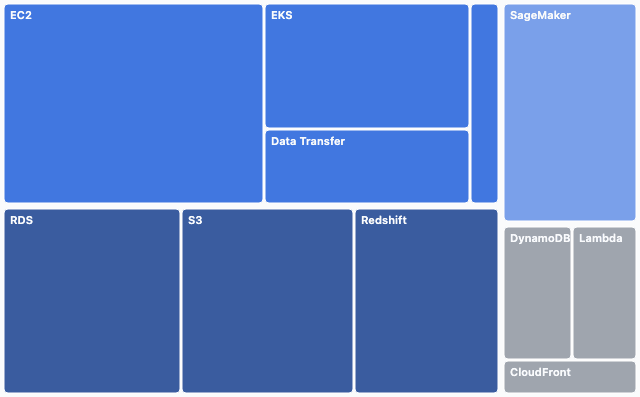 EC2
EKS
Data Transfer
SageMaker
RDS
S3
Redshift
DynamoDB
Lambda
CloudFront